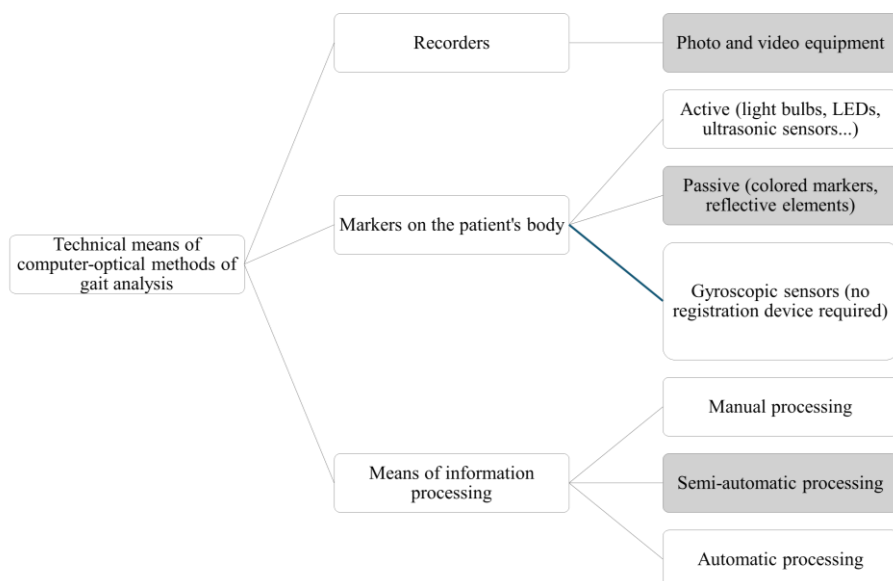 Recorders
Photo and video equipment
Active (light bulbs, LEDs,
ultrasonic sensors...)
Markers on the patient's body
Passive (colored markers,
reflective elements)
Technical means of
computer-optical methods of
gait analysis
Gyroscopic sensors (no
registration device required)
Manual processing
Means of information
processing
Semi-automatic processing
Automatic processing